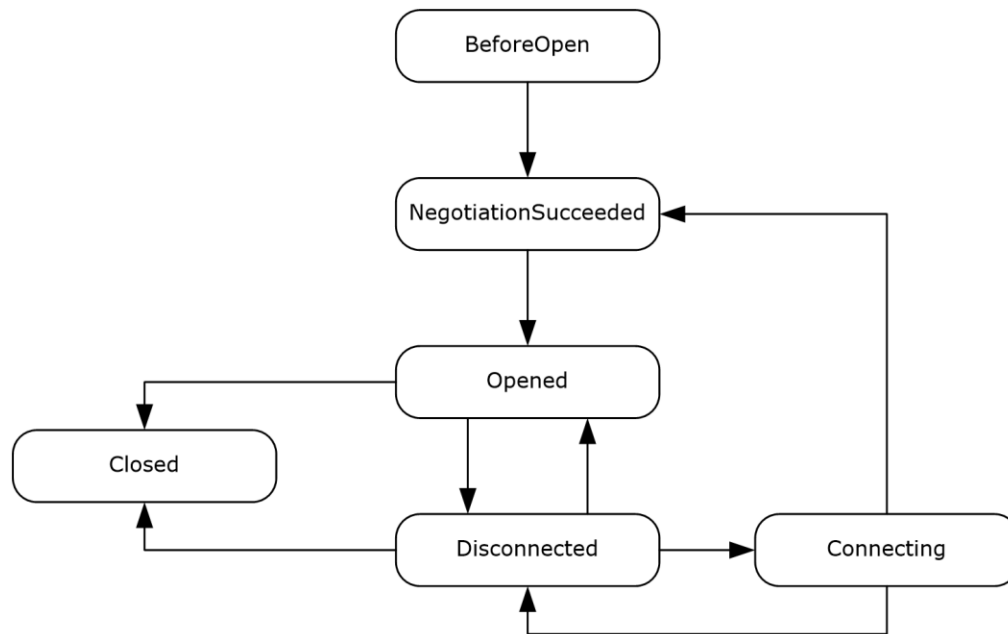 BeforeOpen
NegotiationSucceeded
Opened
Closed
Disconnected
Connecting